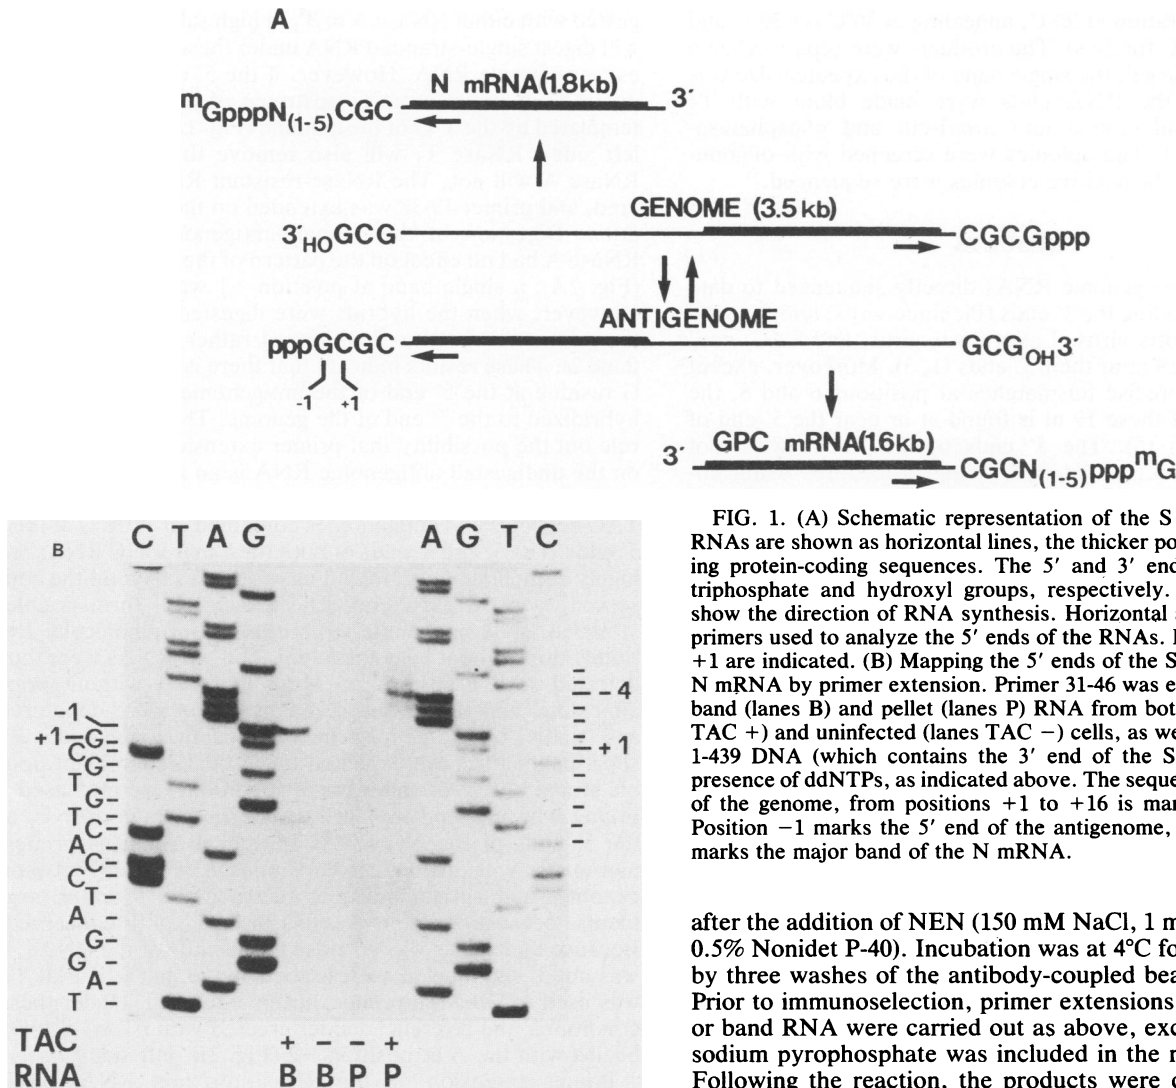 A
N mRNA(1.8kb)
mGpppN(1-5)CGC 3´
GENOME (3.5 kb)
3´HOGCG CGCGppp
ANTIGENOME
pppGCGC GCGOH3´
-1 +1
GPC mRNA(1.6kb)
3´ CGCN(1-5)pppmG
B C T A G A G T C
-1
+1 G
C
G
T
G
T
T
C
A
C
C
T
A
G
A
T
-4
+1
TAC + – – +
RNA B B P P
FIG. 1. (A) Schematic representation of the S
RNAs are shown as horizontal lines, the thicker po
ing protein-coding sequences. The 5′ and 3′ end
triphosphate and hydroxyl groups, respectively.
show the direction of RNA synthesis. Horizontal
primers used to analyze the 5′ ends of the RNAs.
+1 are indicated. (B) Mapping the 5′ ends of the S
N mRNA by primer extension. Primer 31-46 was e
band (lanes B) and pellet (lanes P) RNA from bot
TAC +) and uninfected (lanes TAC −) cells, as we
1-439 DNA (which contains the 3′ end of the S
presence of ddNTPs, as indicated above. The seque
of the genome, from positions +1 to +16 is mar
Position −1 marks the 5′ end of the antigenome,
marks the major band of the N mRNA.
after the addition of NEN (150 mM NaCl, 1 m
0.5% Nonidet P-40). Incubation was at 4°C fo
by three washes of the antibody-coupled bea
Prior to immunoselection, primer extensions
or band RNA were carried out as above, exc
sodium pyrophosphate was included in the r
Following the reaction, the products were